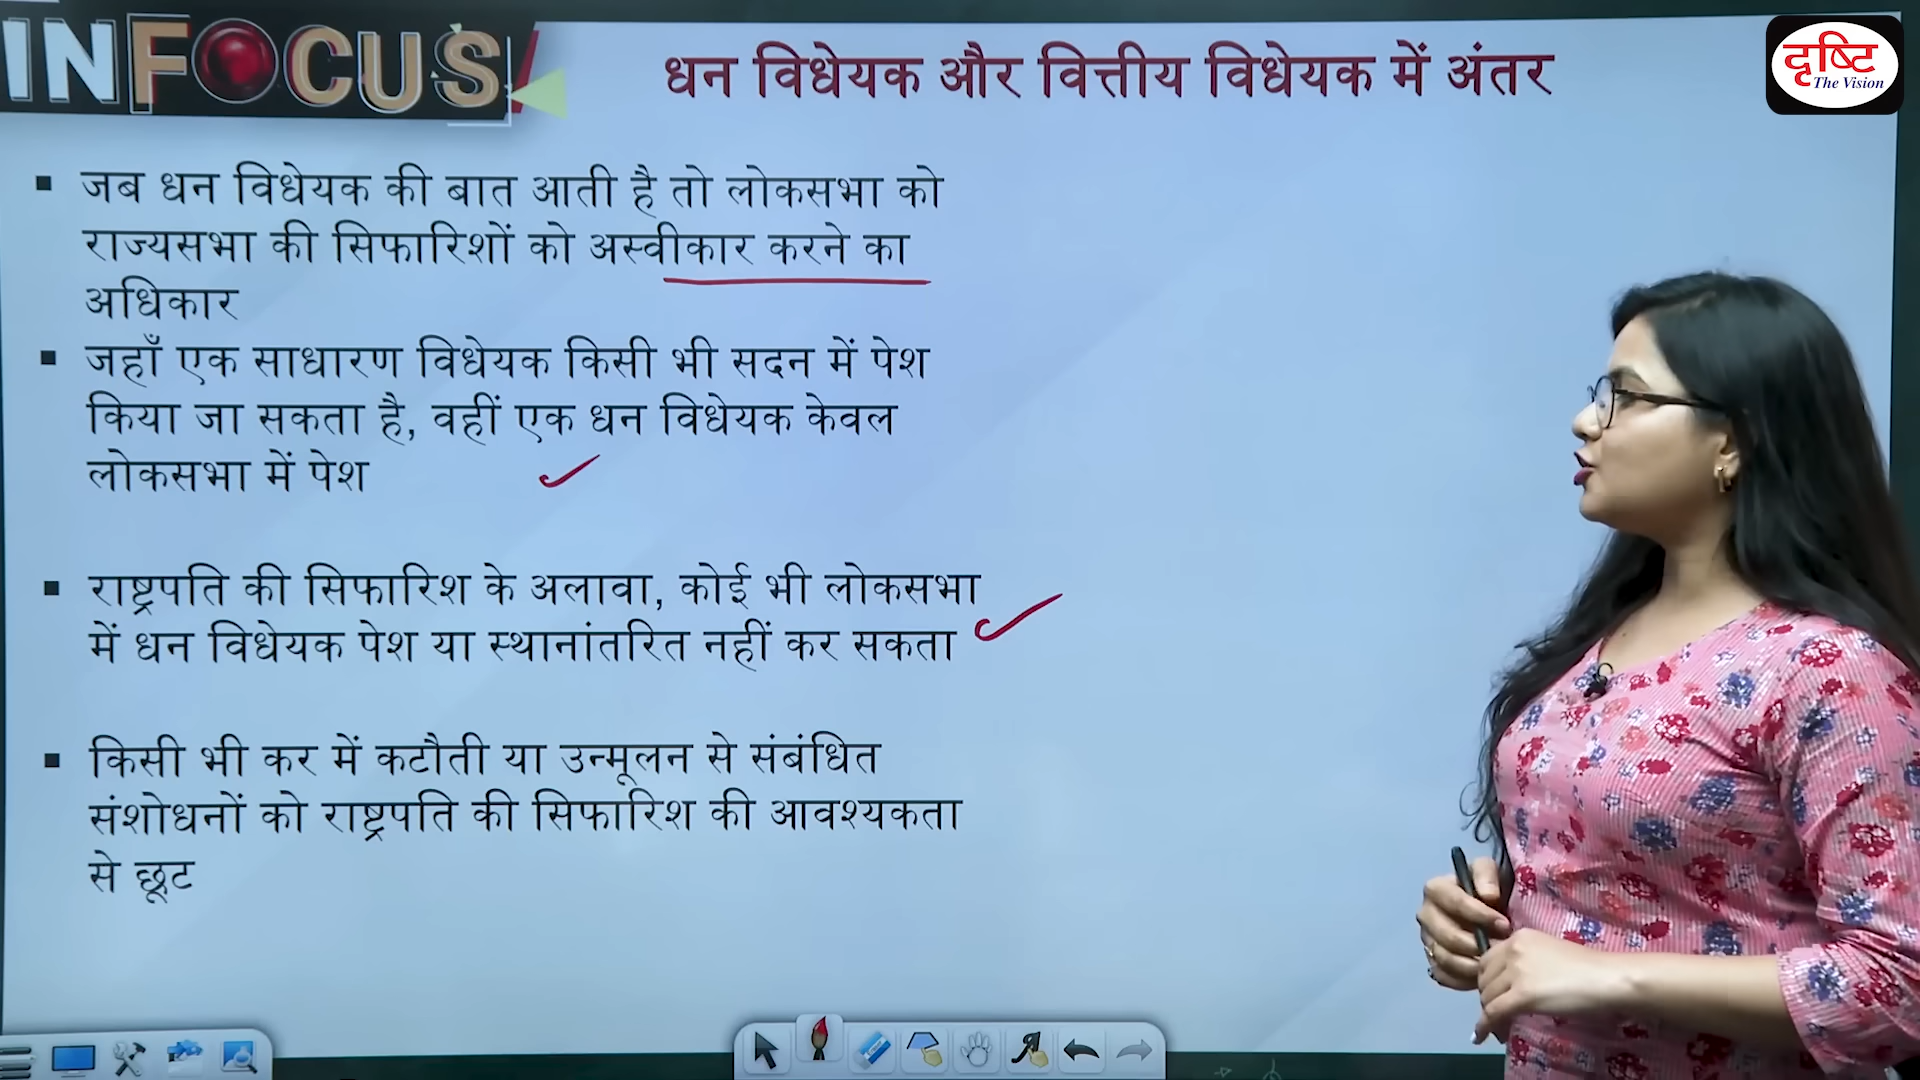 INFOCUS
धन विधेयक और वित्तीय विधेयक में अंतर
दृष्टि
The Vision
▪ जब धन विधेयक की बात आती है तो लोकसभा को
राज्यसभा की सिफारिशों को अस्वीकार करने का
अधिकार
▪ जहाँ एक साधारण विधेयक किसी भी सदन में पेश
किया जा सकता है, वहीं एक धन विधेयक केवल
लोकसभा में पेश
▪ राष्ट्रपति की सिफारिश के अलावा, कोई भी लोकसभा
में धन विधेयक पेश या स्थानांतरित नहीं कर सकता
▪ किसी भी कर में कटौती या उन्मूलन से संबंधित
संशोधनों को राष्ट्रपति की सिफारिश की आवश्यकता
से छूट